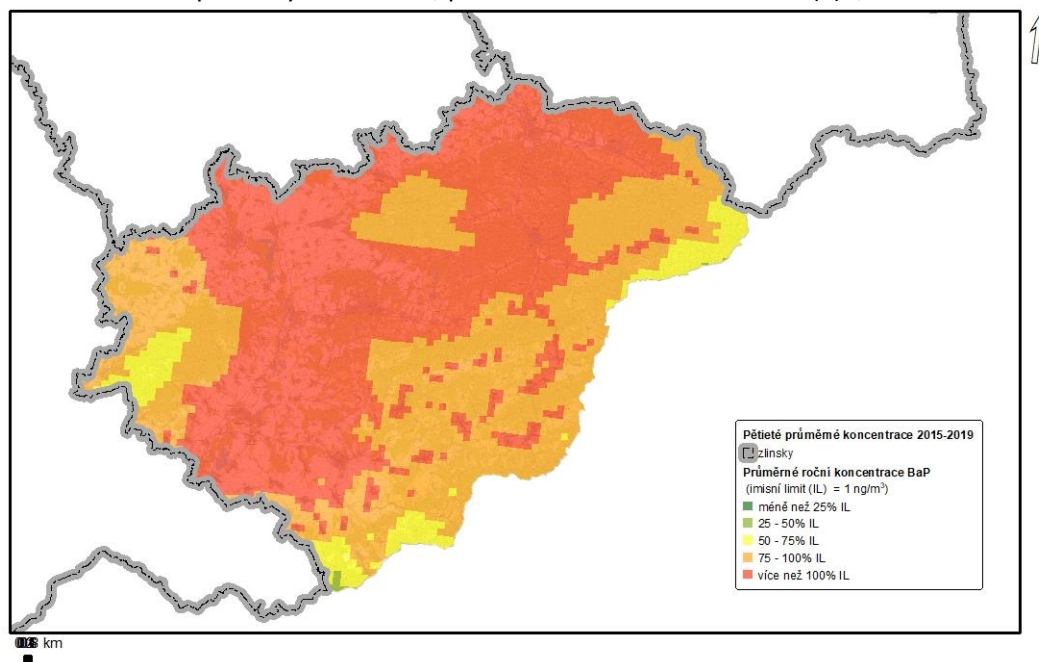 Pětieté průměrné koncentrace 2015-2019
zlinsky
Průměrné roční koncentrace BaP
(imisní limit (IL) = 1 ng/m³)
méně než 25% IL
25 - 50% IL
50 - 75% IL
75 - 100% IL
více než 100% IL
km